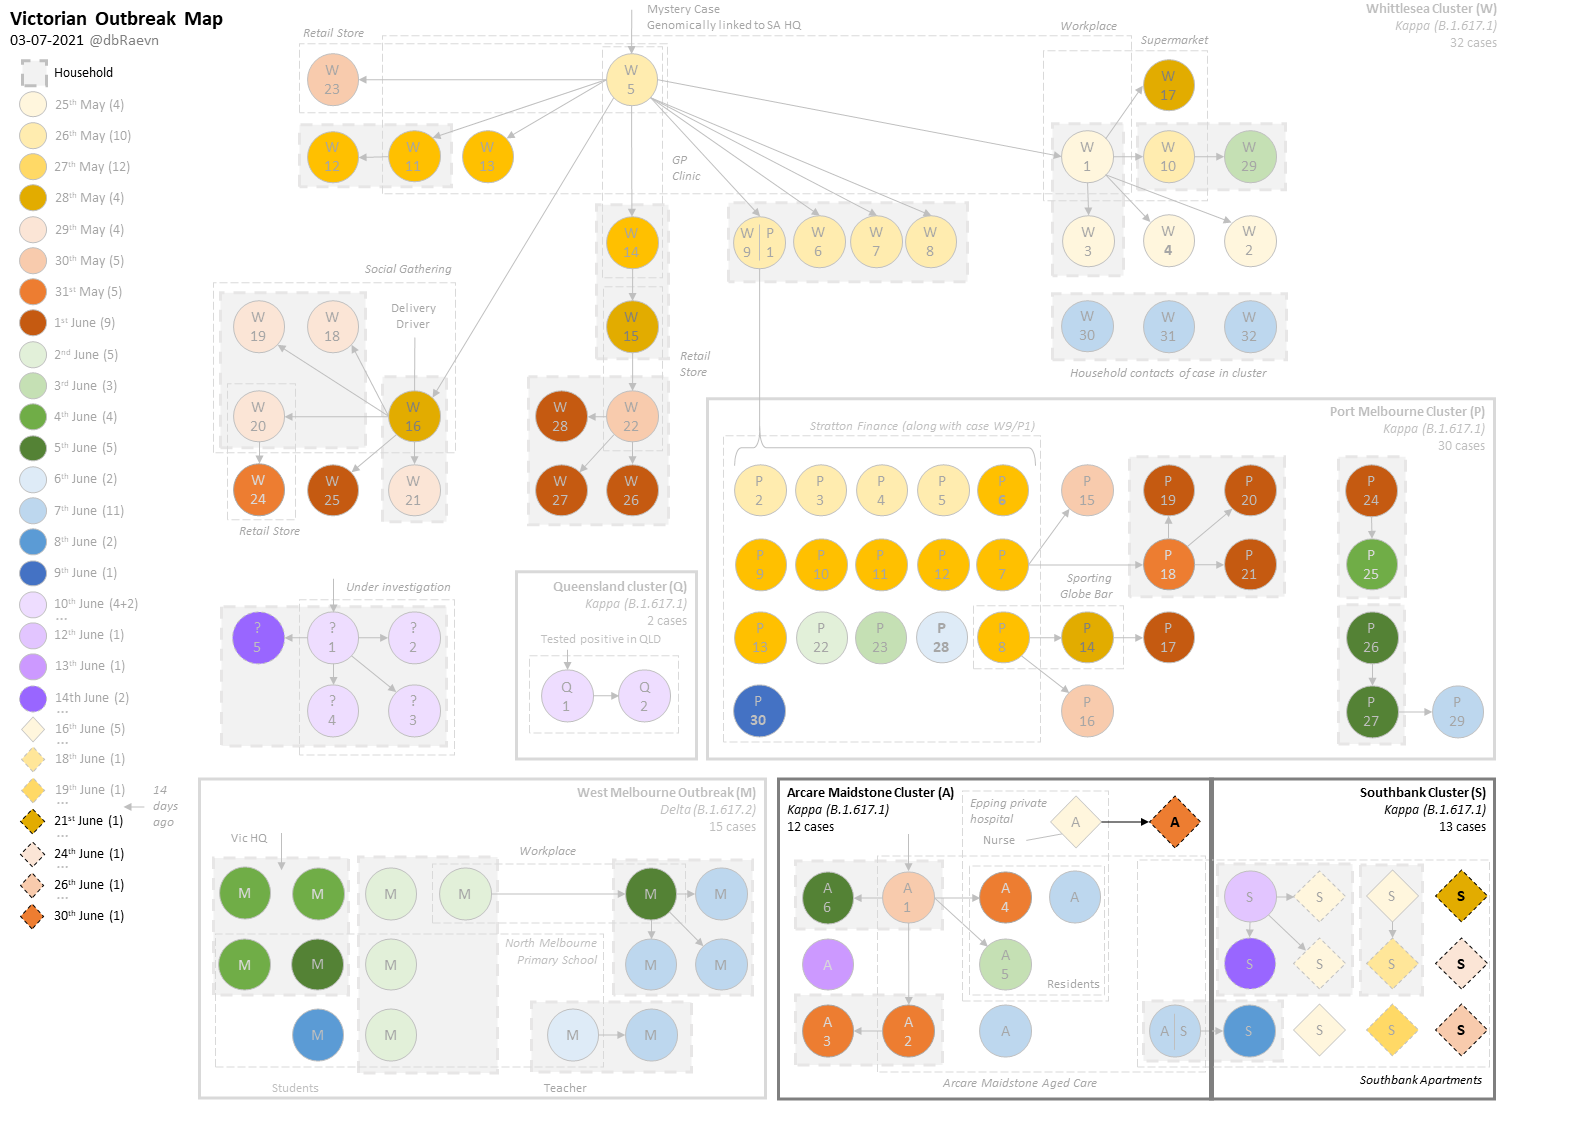 Victorian Outbreak Map
03-07-2021 @dbRaevn
Household
25th May (4)
26th May (10)
27th May (12)
28th May (4)
29th May (4)
30th May (5)
31st May (5)
1st June (9)
2nd June (5)
3rd June (3)
4th June (4)
5th June (5)
6th June (2)
7th June (11)
8th June (2)
9th June (1)
10th June (4+2)
...
12th June (1)
13th June (1)
14th June (2)
...
16th June (5)
...
18th June (1)
19th June (1)
...
14
days
ago
21st June (1)
...
24th June (1)
...
26th June (1)
...
30th June (1)
Mystery Case
Genomically linked to SA HQ
Whittlesea Cluster (W)
Kappa (B.1.617.1)
32 cases
Retail Store
Workplace
Supermarket
W
23
W
5
W
17
W
12
W
11
W
13
GP
Clinic
W
1
W
10
W
29
W
14
W
9
P
1
W
6
W
7
W
8
W
3
W
4
W
2
Social Gathering
Delivery
Driver
W
19
W
18
W
15
W
30
W
31
W
32
Retail
Store
Household contacts of case in cluster
W
20
W
16
W
28
W
22
W
24
W
25
W
21
W
27
W
26
Retail Store
Port Melbourne Cluster (P)
Kappa (B.1.617.1)
30 cases
Stratton Finance (along with case W9/P1)
P
2
P
3
P
4
P
5
P
6
P
15
P
19
P
20
P
24
P
9
P
10
P
11
P
12
P
7
P
18
P
21
P
25
Sporting
Globe Bar
P
13
P
22
P
23
P
28
P
8
P
14
P
17
P
26
P
30
P
16
P
27
P
29
Under investigation
?
5
?
1
?
2
?
4
?
3
Queensland cluster (Q)
Kappa (B.1.617.1)
2 cases
Tested positive in QLD
Q
1
Q
2
West Melbourne Outbreak (M)
Delta (B.1.617.2)
15 cases
Vic HQ
Workplace
M
M
M
M
M
M
North Melbourne
Primary School
M
M
M
M
M
M
M
M
M
Students
Teacher
Arcare Maidstone Cluster (A)
Kappa (B.1.617.1)
12 cases
Epping private
hospital
Nurse
A
A
A
6
A
1
A
4
A
A
A
5
Residents
A
3
A
2
A
A
S
Arcare Maidstone Aged Care
Southbank Cluster (S)
Kappa (B.1.617.1)
13 cases
S
S
S
S
S
S
S
S
S
S
S
S
Southbank Apartments